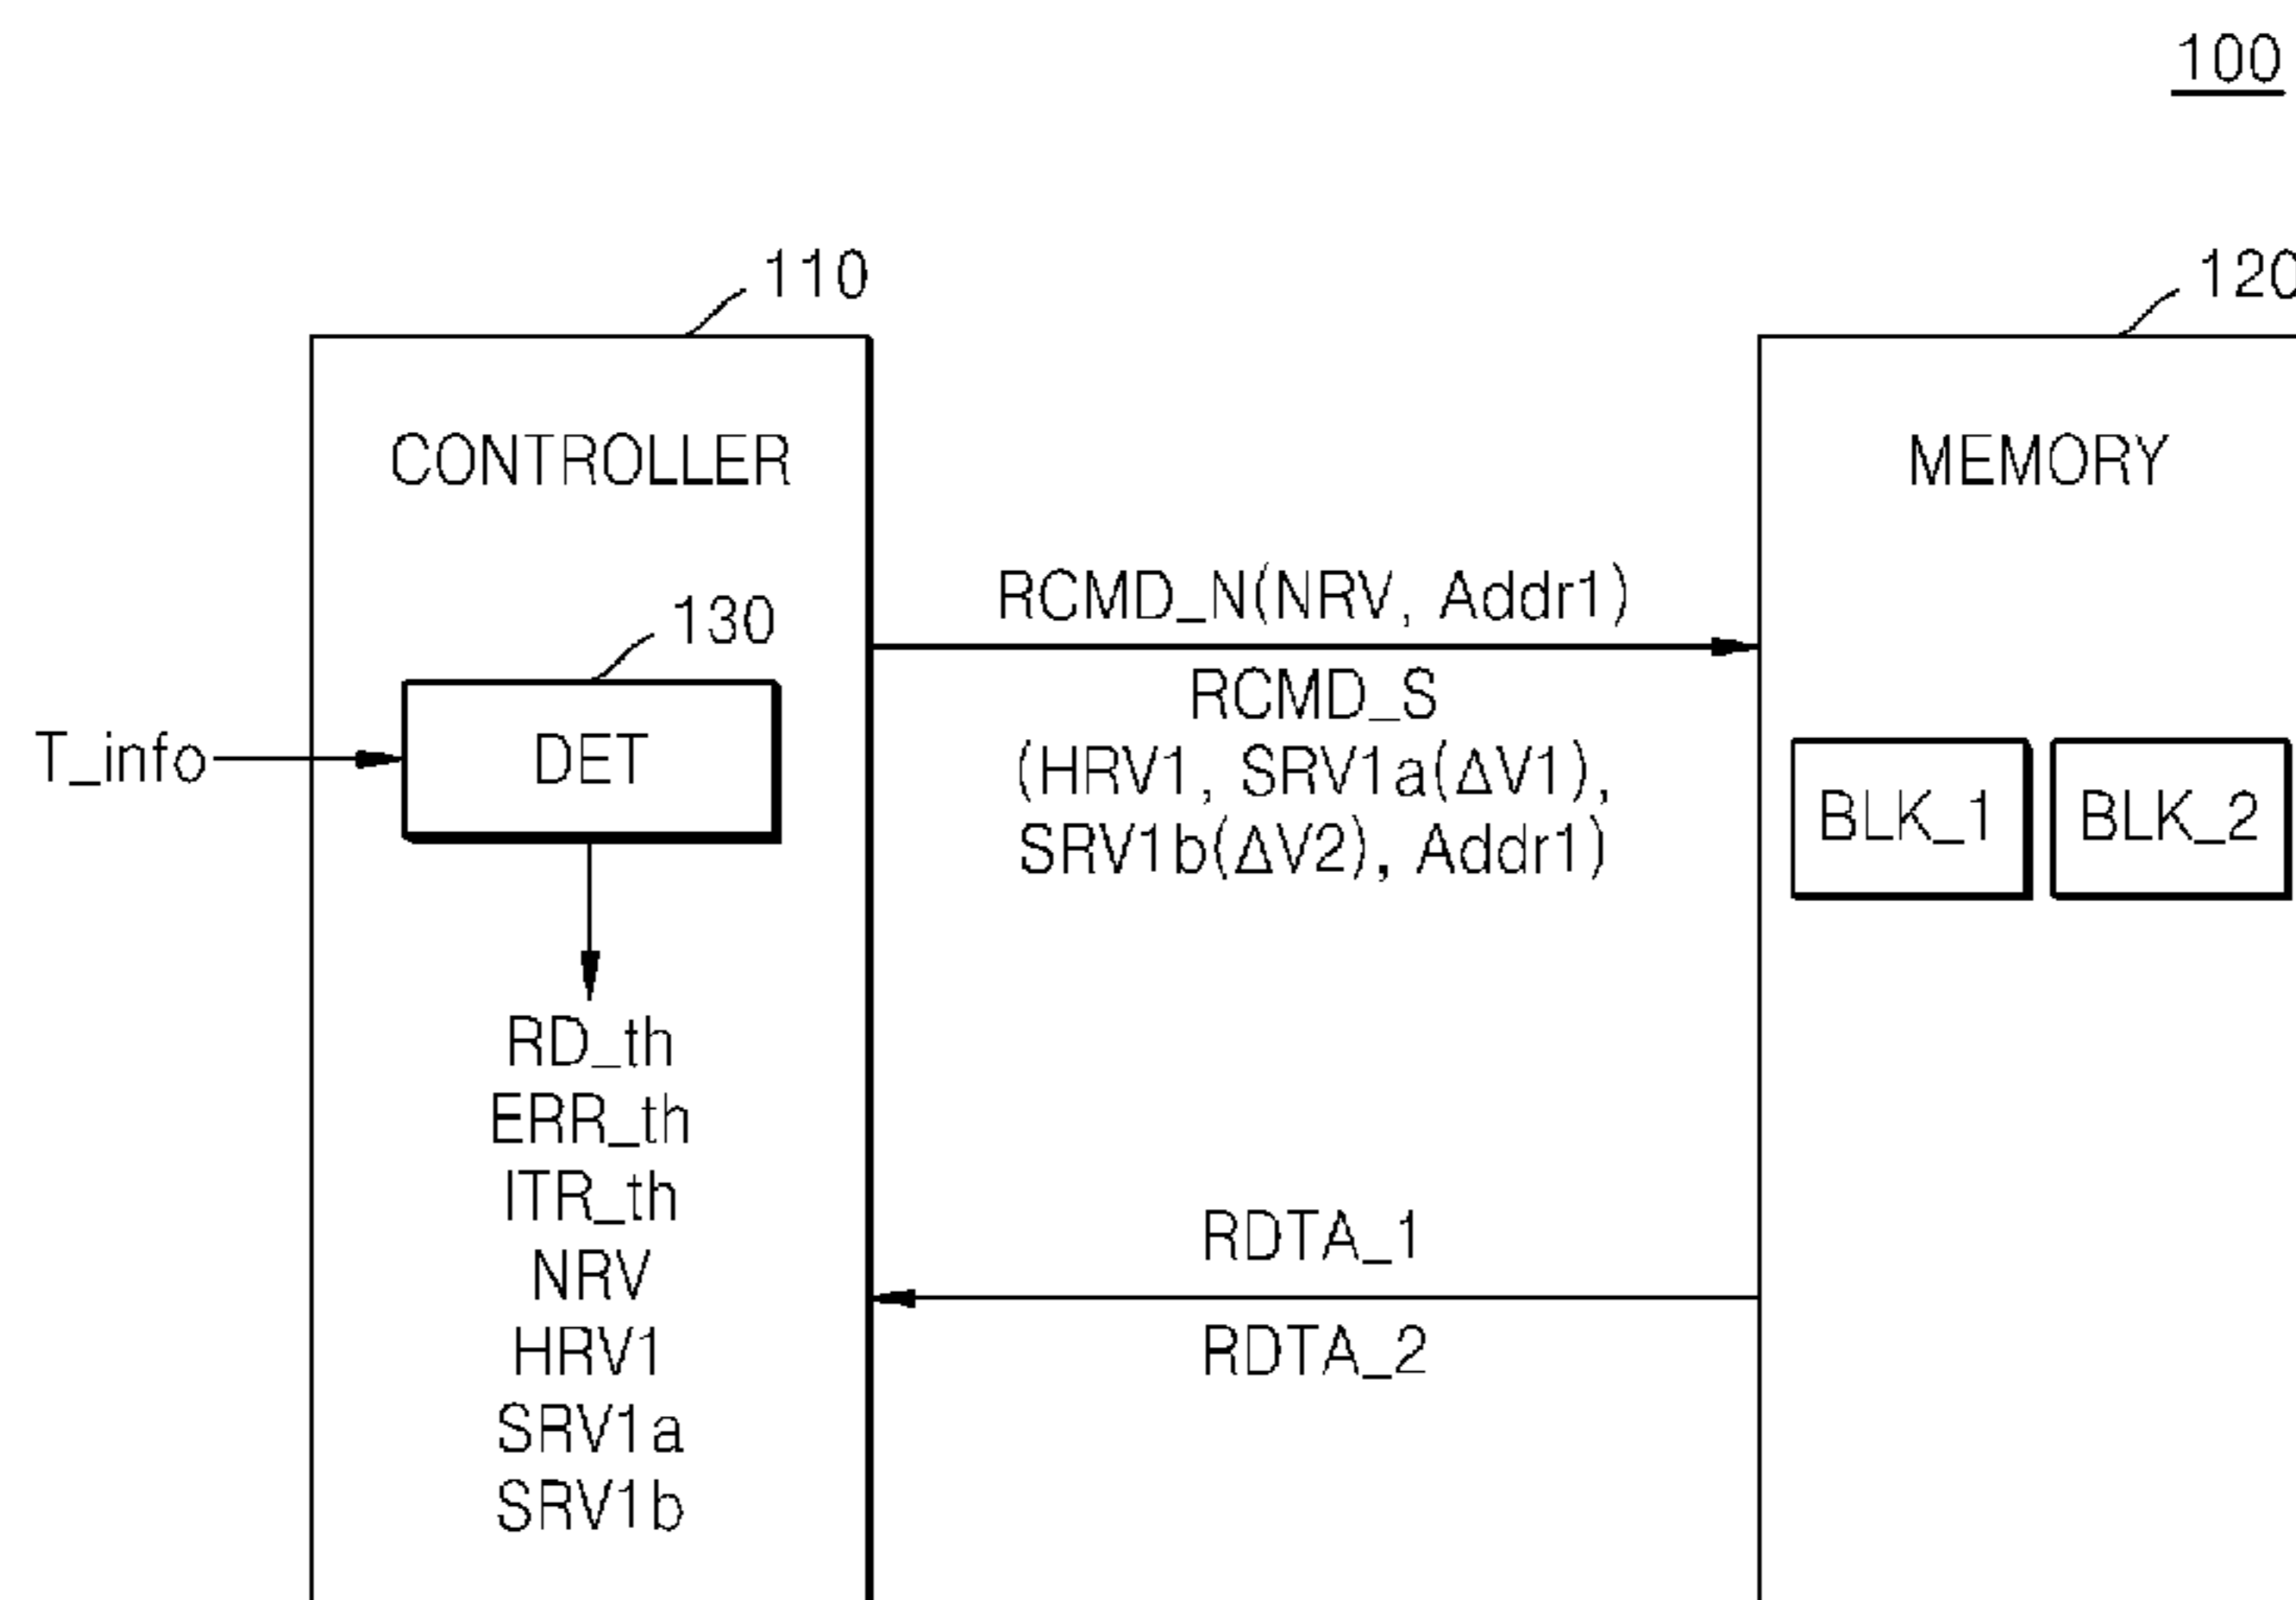 100
110
120
CONTROLLER
MEMORY
RCMD_N(NRV, Addr1)
130
RCMD_S
(HRV1, SRV1a(ΔV1),
SRV1b(ΔV2), Addr1)
T_info
DET
BLK_1
BLK_2
RD_th
ERR_th
ITR_th
NRV
HRV1
SRV1a
SRV1b
RDTA_1
RDTA_2